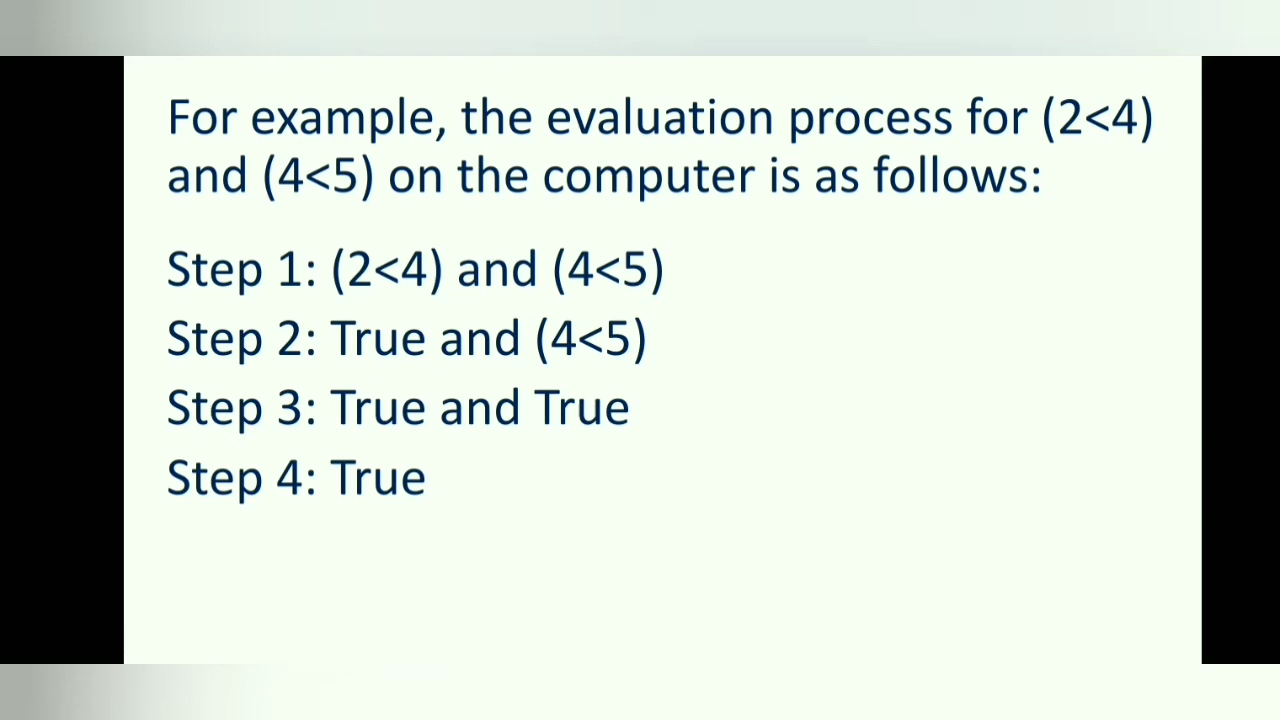 For example, the evaluation process for (2<4)
and (4<5) on the computer is as follows:
Step 1: (2<4) and (4<5)
Step 2: True and (4<5)
Step 3: True and True
Step 4: True